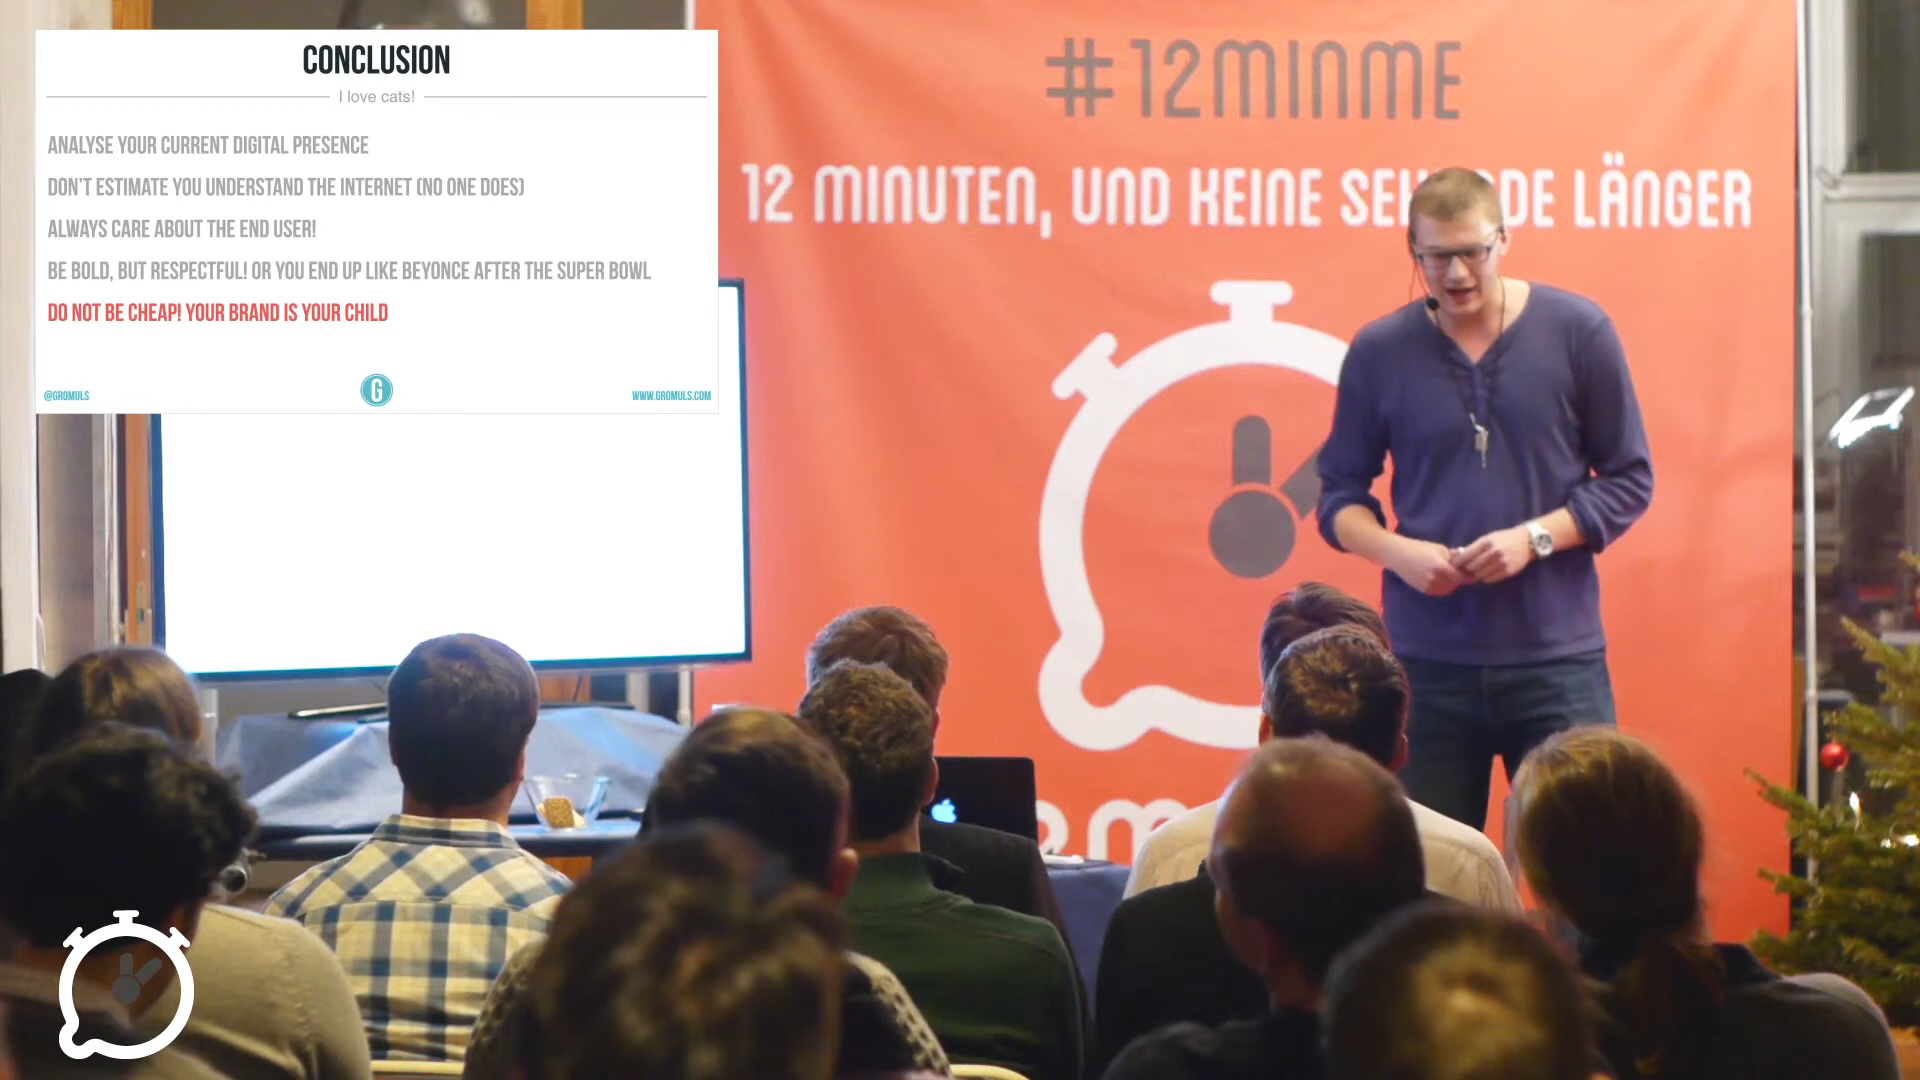 CONCLUSION
I love cats!
ANALYSE YOUR CURRENT DIGITAL PRESENCE
DON'T ESTIMATE YOU UNDERSTAND THE INTERNET (NO ONE DOES)
ALWAYS CARE ABOUT THE END USER!
BE BOLD, BUT RESPECTFUL! OR YOU END UP LIKE BEYONCE AFTER THE SUPER BOWL
DO NOT BE CHEAP! YOUR BRAND IS YOUR CHILD
@GROMULS
G
WWW.GROMULS.COM
#12MINME
12 MINUTEN, UND KEINE SE DE LÄNGER